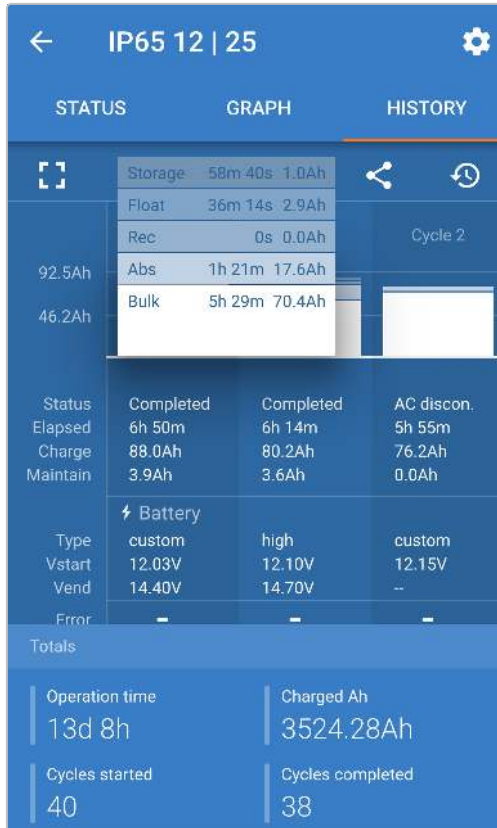 IP65 12 | 25
STATUS GRAPH HISTORY
Storage 58m 40s 1.0Ah
Float 36m 14s 2.9Ah
Rec 0s 0.0Ah
Abs 1h 21m 17.6Ah
Bulk 5h 29m 70.4Ah
Cycle 2
92.5Ah
46.2Ah
Status Completed Completed AC discon.
Elapsed 6h 50m 6h 14m 5h 55m
Charge 88.0Ah 80.2Ah 76.2Ah
Maintain 3.9Ah 3.6Ah 0.0Ah
Battery
Type custom high custom
Vstart 12.03V 12.10V 12.15V
Vend 14.40V 14.70V --
Error - - -
Totals
Operation time Charged Ah
13d 8h 3524.28Ah
Cycles started Cycles completed
40 38